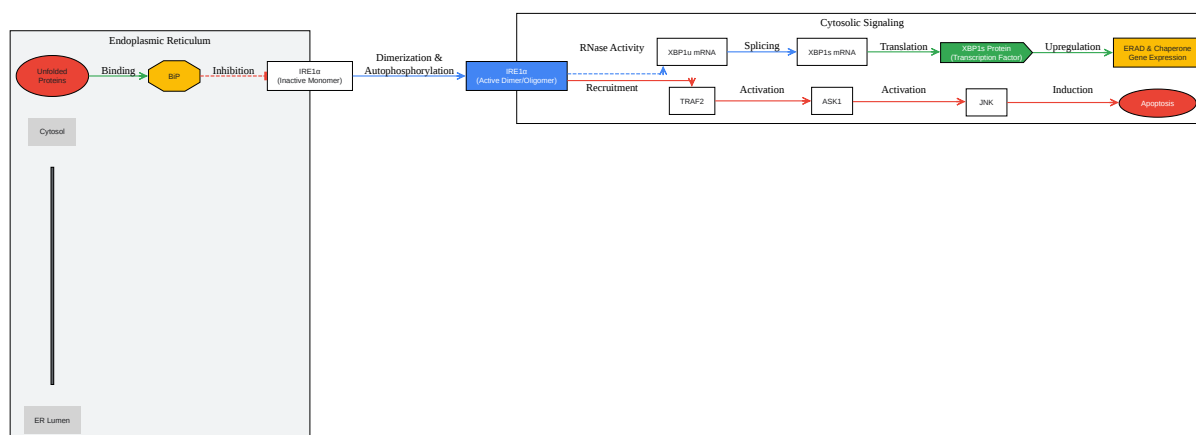 Cytosolic Signaling
Endoplasmic Reticulum
Unfolded
Proteins
Binding
BiP
Inhibition
IRE1α
(Inactive Monomer)
Dimerization &
Autophosphorylation
IRE1α
(Active Dimer/Oligomer)
RNase Activity
XBP1u mRNA
Splicing
XBP1s mRNA
Translation
XBP1s Protein
(Transcription Factor)
Upregulation
ERAD & Chaperone
Gene Expression
Recruitment
TRAF2
Activation
ASK1
Activation
JNK
Induction
Apoptosis
Cytosol
ER Lumen